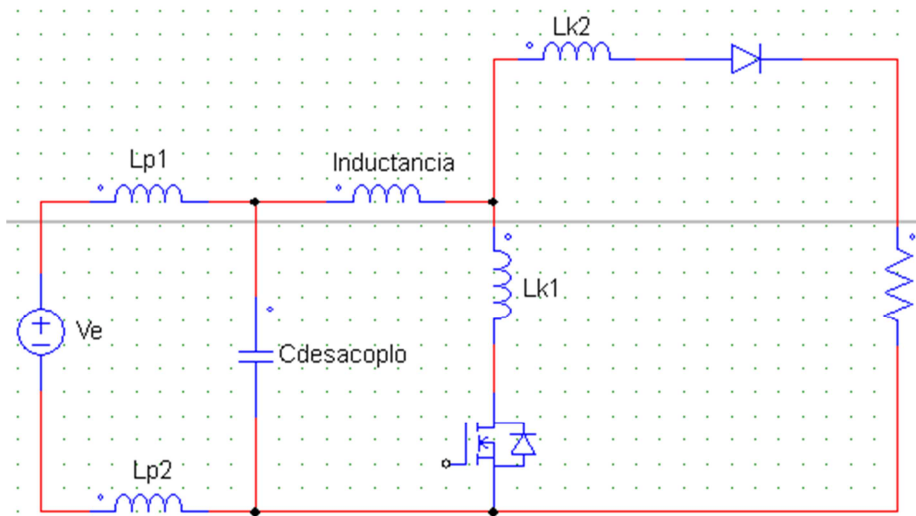 Lk2
Lp1
Inductancia
Lk1
Ve
Cdesacoplo
Lp2